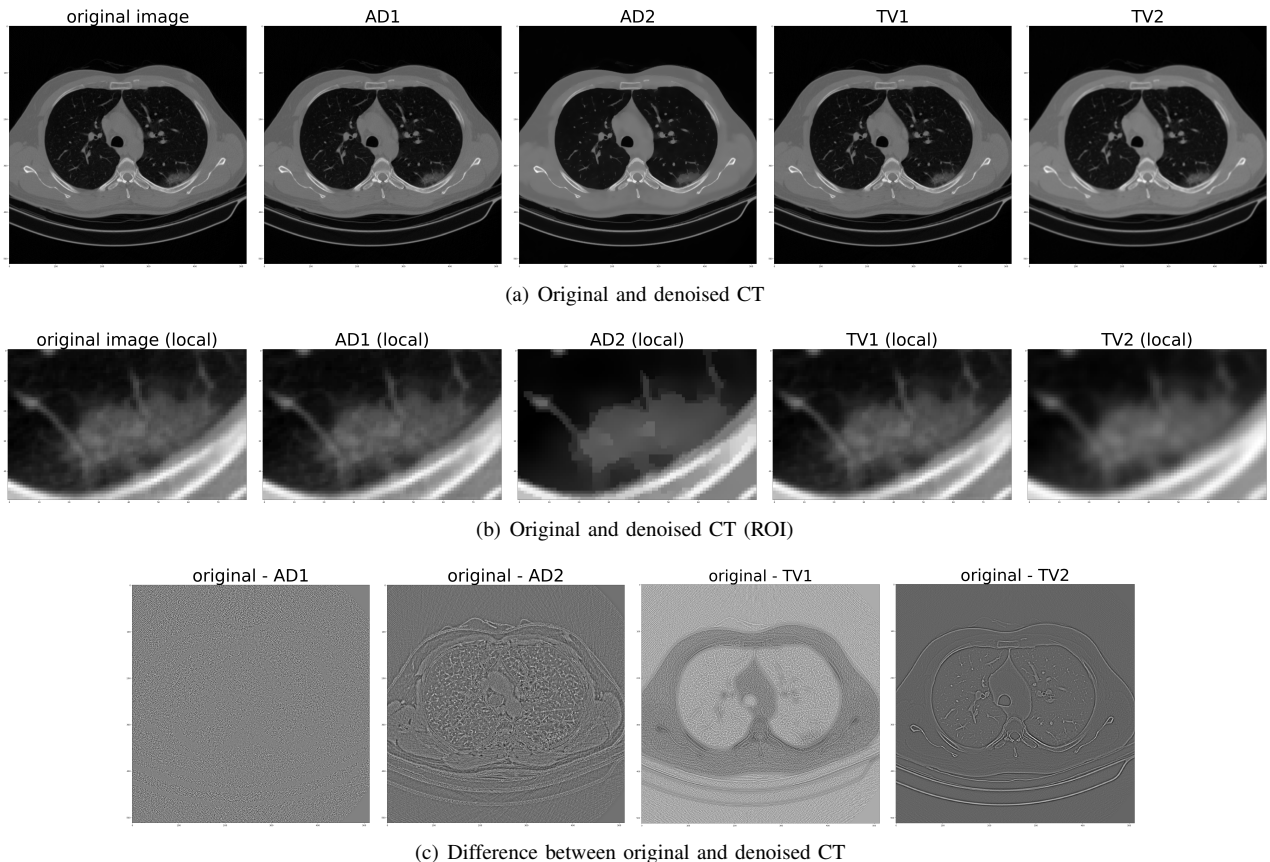 original image AD1 AD2 TV1 TV2
(a) Original and denoised CT
original image (local) AD1 (local) AD2 (local) TV1 (local) TV2 (local)
(b) Original and denoised CT (ROI)
original - AD1 original - AD2 original - TV1 original - TV2
(c) Difference between original and denoised CT